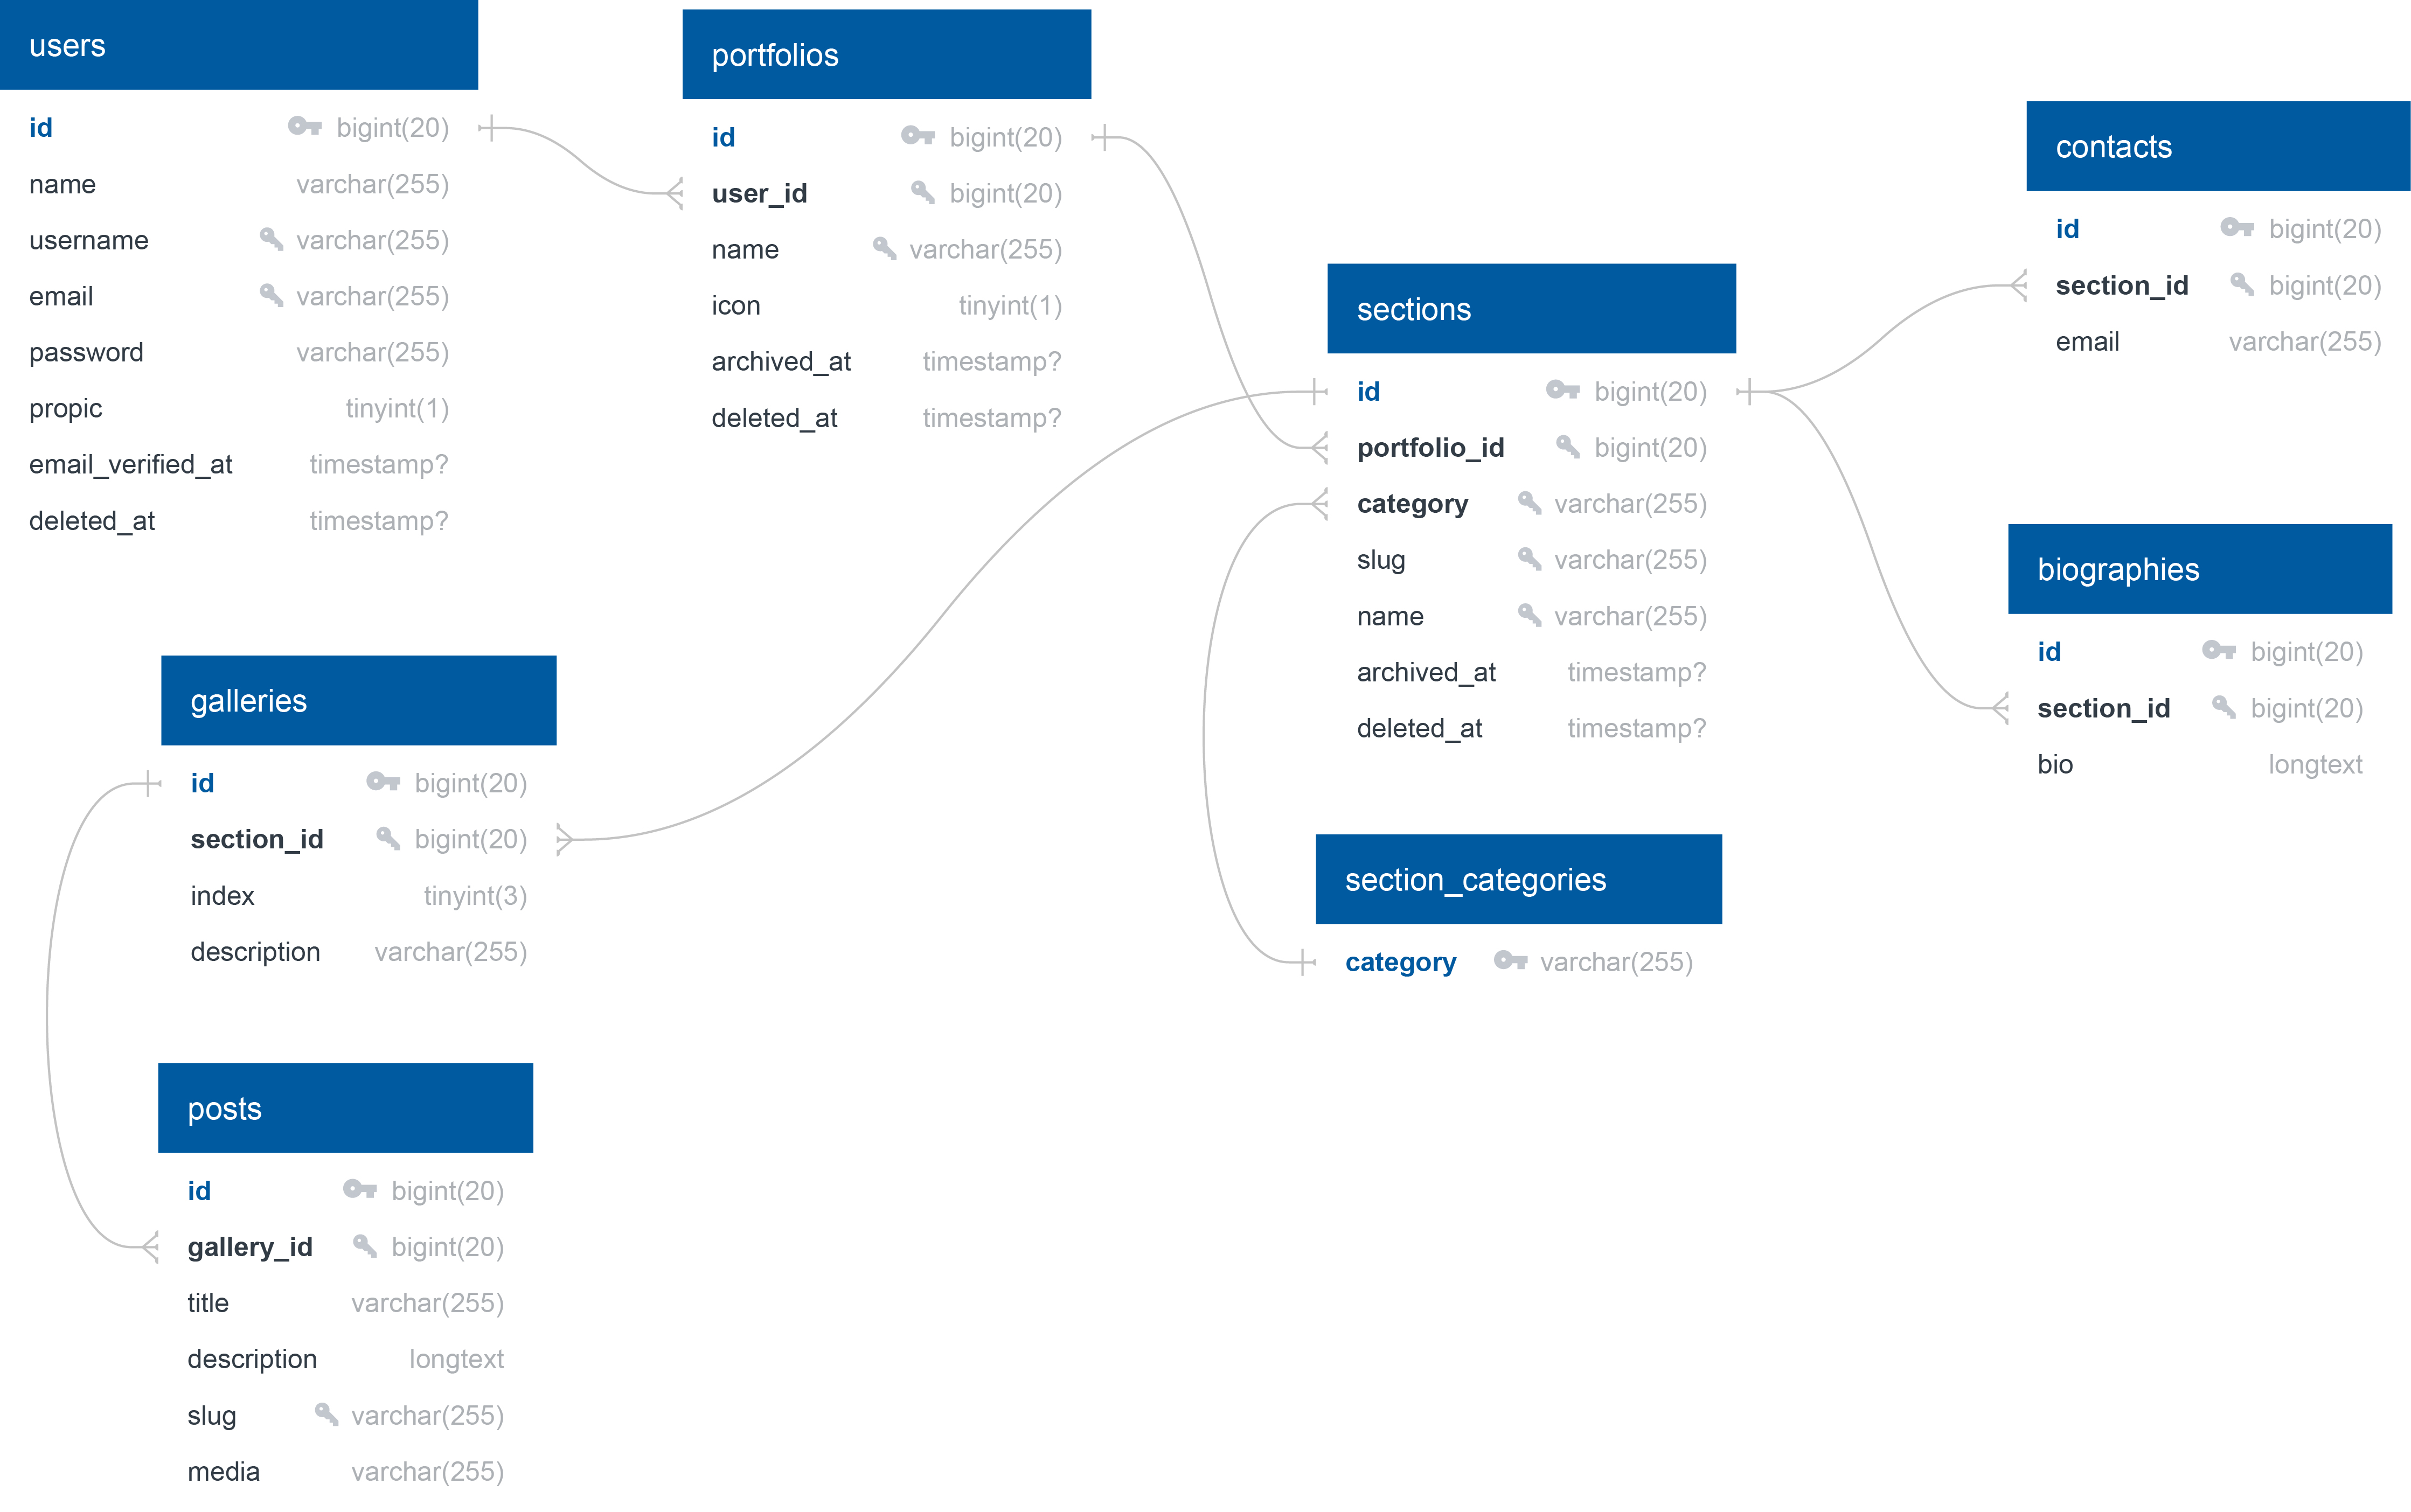 users
id bigint(20)
name varchar(255)
username varchar(255)
email varchar(255)
password varchar(255)
propic tinyint(1)
email_verified_at timestamp?
deleted_at timestamp?
portfolios
id bigint(20)
user_id bigint(20)
name varchar(255)
icon tinyint(1)
archived_at timestamp?
deleted_at timestamp?
sections
id bigint(20)
portfolio_id bigint(20)
category varchar(255)
slug varchar(255)
name varchar(255)
archived_at timestamp?
deleted_at timestamp?
contacts
id bigint(20)
section_id bigint(20)
email varchar(255)
biographies
id bigint(20)
section_id bigint(20)
bio longtext
galleries
id bigint(20)
section_id bigint(20)
index tinyint(3)
description varchar(255)
section_categories
category varchar(255)
posts
id bigint(20)
gallery_id bigint(20)
title varchar(255)
description longtext
slug varchar(255)
media varchar(255)